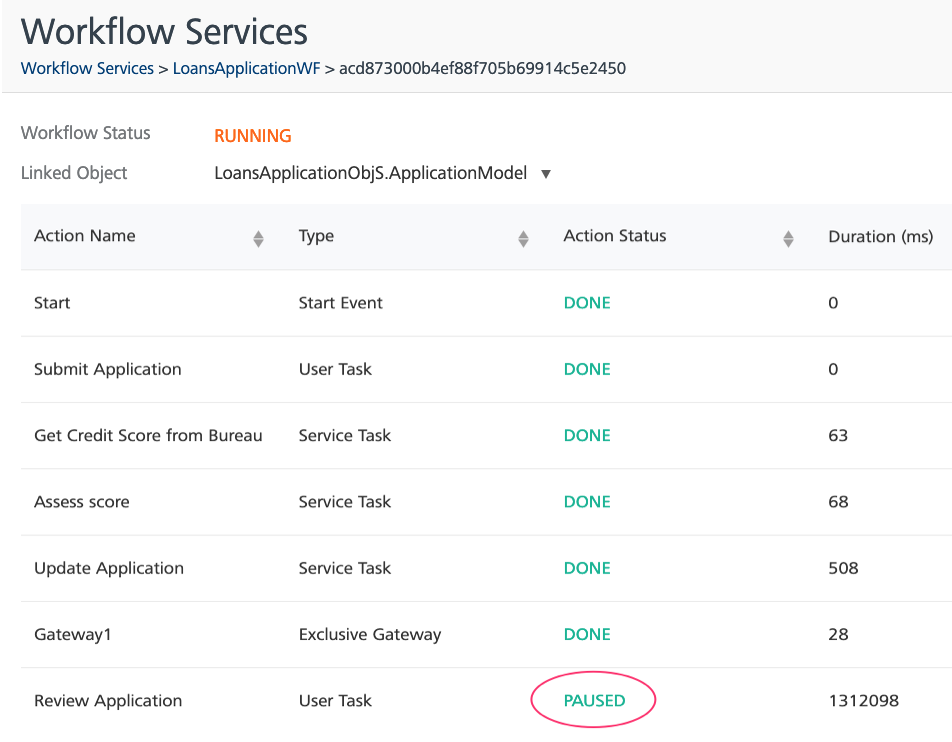 Workflow Services
Workflow Services > LoansApplicationWF > acd873000b4ef88f705b69914c5e2450
Workflow Status RUNNING
Linked Object LoansApplicationObjS.ApplicationModel ▼
Action Name Type Action Status Duration (ms)
Start Start Event DONE 0
Submit Application User Task DONE 0
Get Credit Score from Bureau Service Task DONE 63
Assess score Service Task DONE 68
Update Application Service Task DONE 508
Gateway1 Exclusive Gateway DONE 28
Review Application User Task PAUSED 1312098